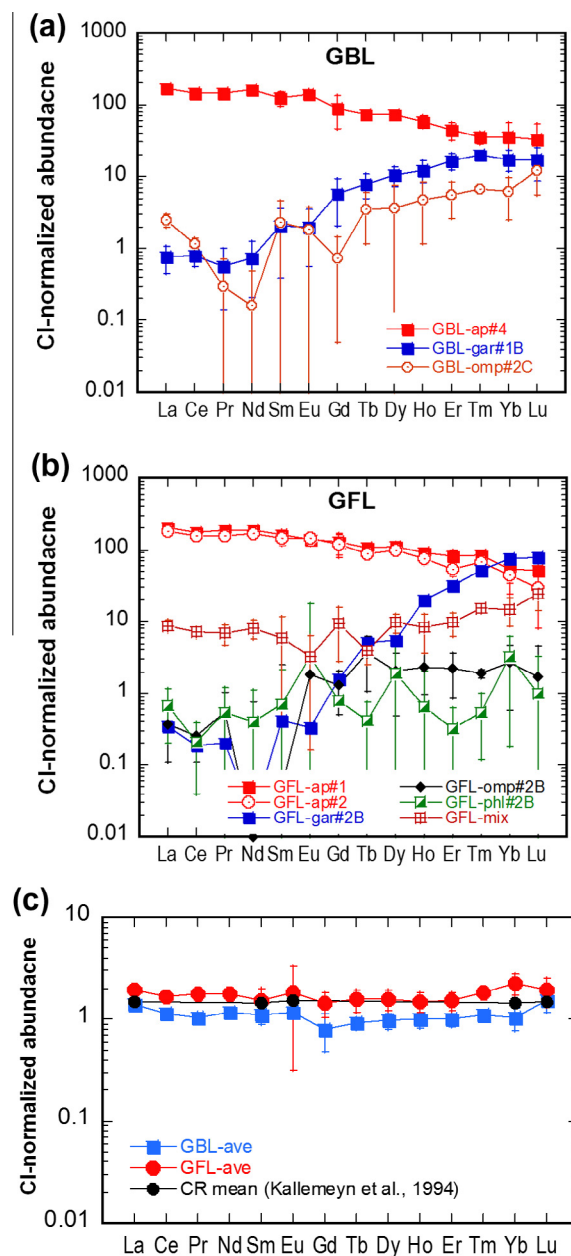 (a)
GBL
CI-normalized abundacne
1000
100
10
1
0.1
0.01
GBL-ap#4
GBL-gar#1B
GBL-omp#2C
La Ce Pr Nd Sm Eu Gd Tb Dy Ho Er Tm Yb Lu
(b)
GFL
CI-normalized abundacne
1000
100
10
1
0.1
0.01
GFL-ap#1
GFL-ap#2
GFL-gar#2B
GFL-omp#2B
GFL-phl#2B
GFL-mix
La Ce Pr Nd Sm Eu Gd Tb Dy Ho Er Tm Yb Lu
(c)
CI-normalized abundacne
10
1
0.1
0.01
GBL-ave
GFL-ave
CR mean (Kallemeyn et al., 1994)
La Ce Pr Nd Sm Eu Gd Tb Dy Ho Er Tm Yb Lu